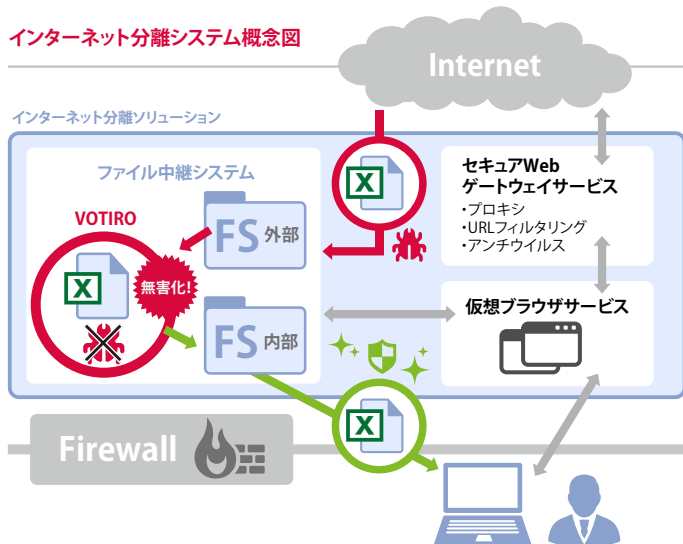 インターネット分離システム概念図
Internet
インターネット分離ソリューション
ファイル中継システム
VOTIRO
FS 外部
無害化!
FS 内部
X
X
X
X
セキュアWeb
ゲートウェイサービス
・プロキシ
・URLフィルタリング
・アンチウイルス
仮想ブラウザサービス
Firewall